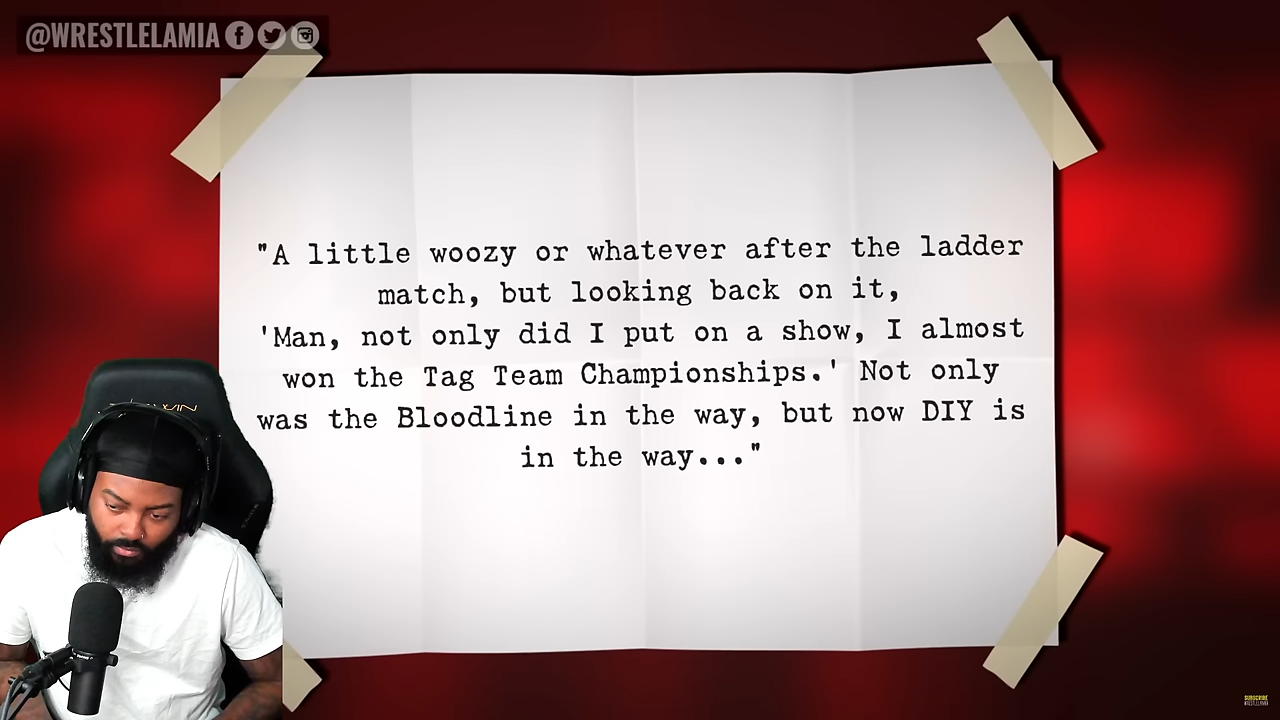 @WRESTLELAMIA
"A little woozy or whatever after the ladder
match, but looking back on it,
'Man, not only did I put on a show, I almost
won the Tag Team Championships.' Not only
was the Bloodline in the way, but now DIY is
in the way..."
SUBSCRIBE
WRESTLELAMIA